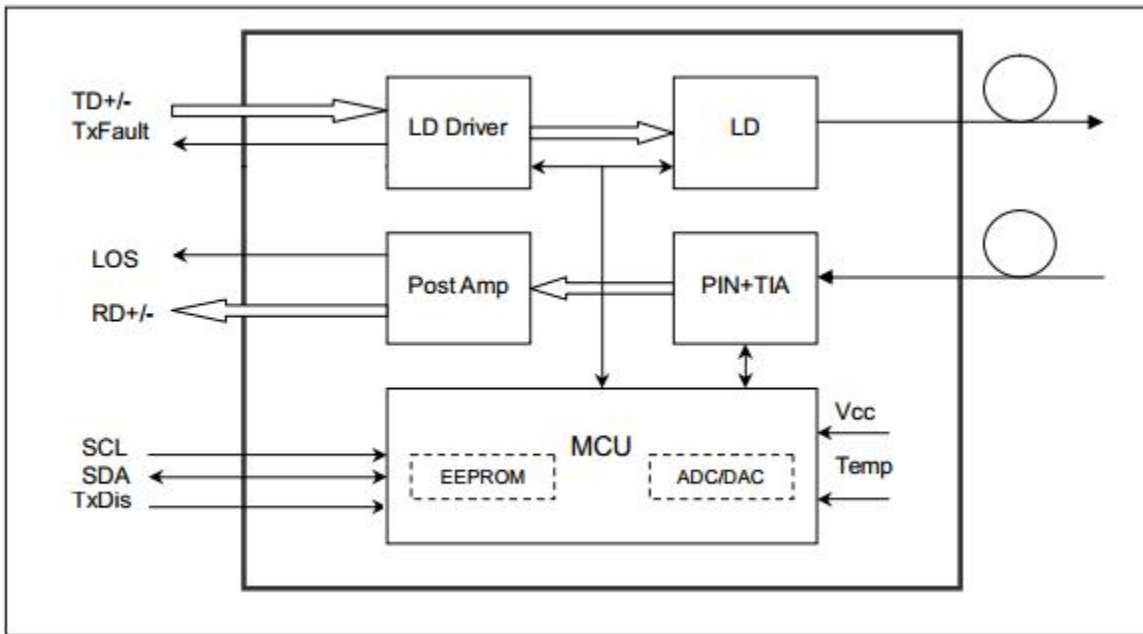 TD+/-
TxFault
LD Driver
LD
LOS
RD+/-
Post Amp
PIN+TIA
SCL
SDA
TxDis
MCU
EEPROM
ADC/DAC
Vcc
Temp